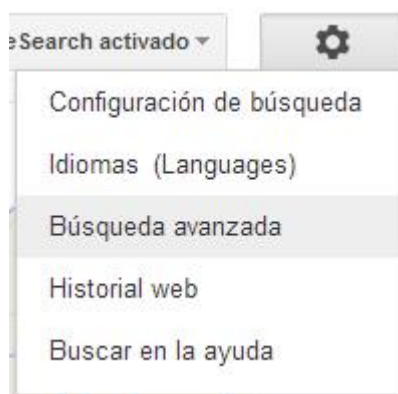 eSearch activado
Configuración de búsqueda
Idiomas (Languages)
Búsqueda avanzada
Historial web
Buscar en la ayuda